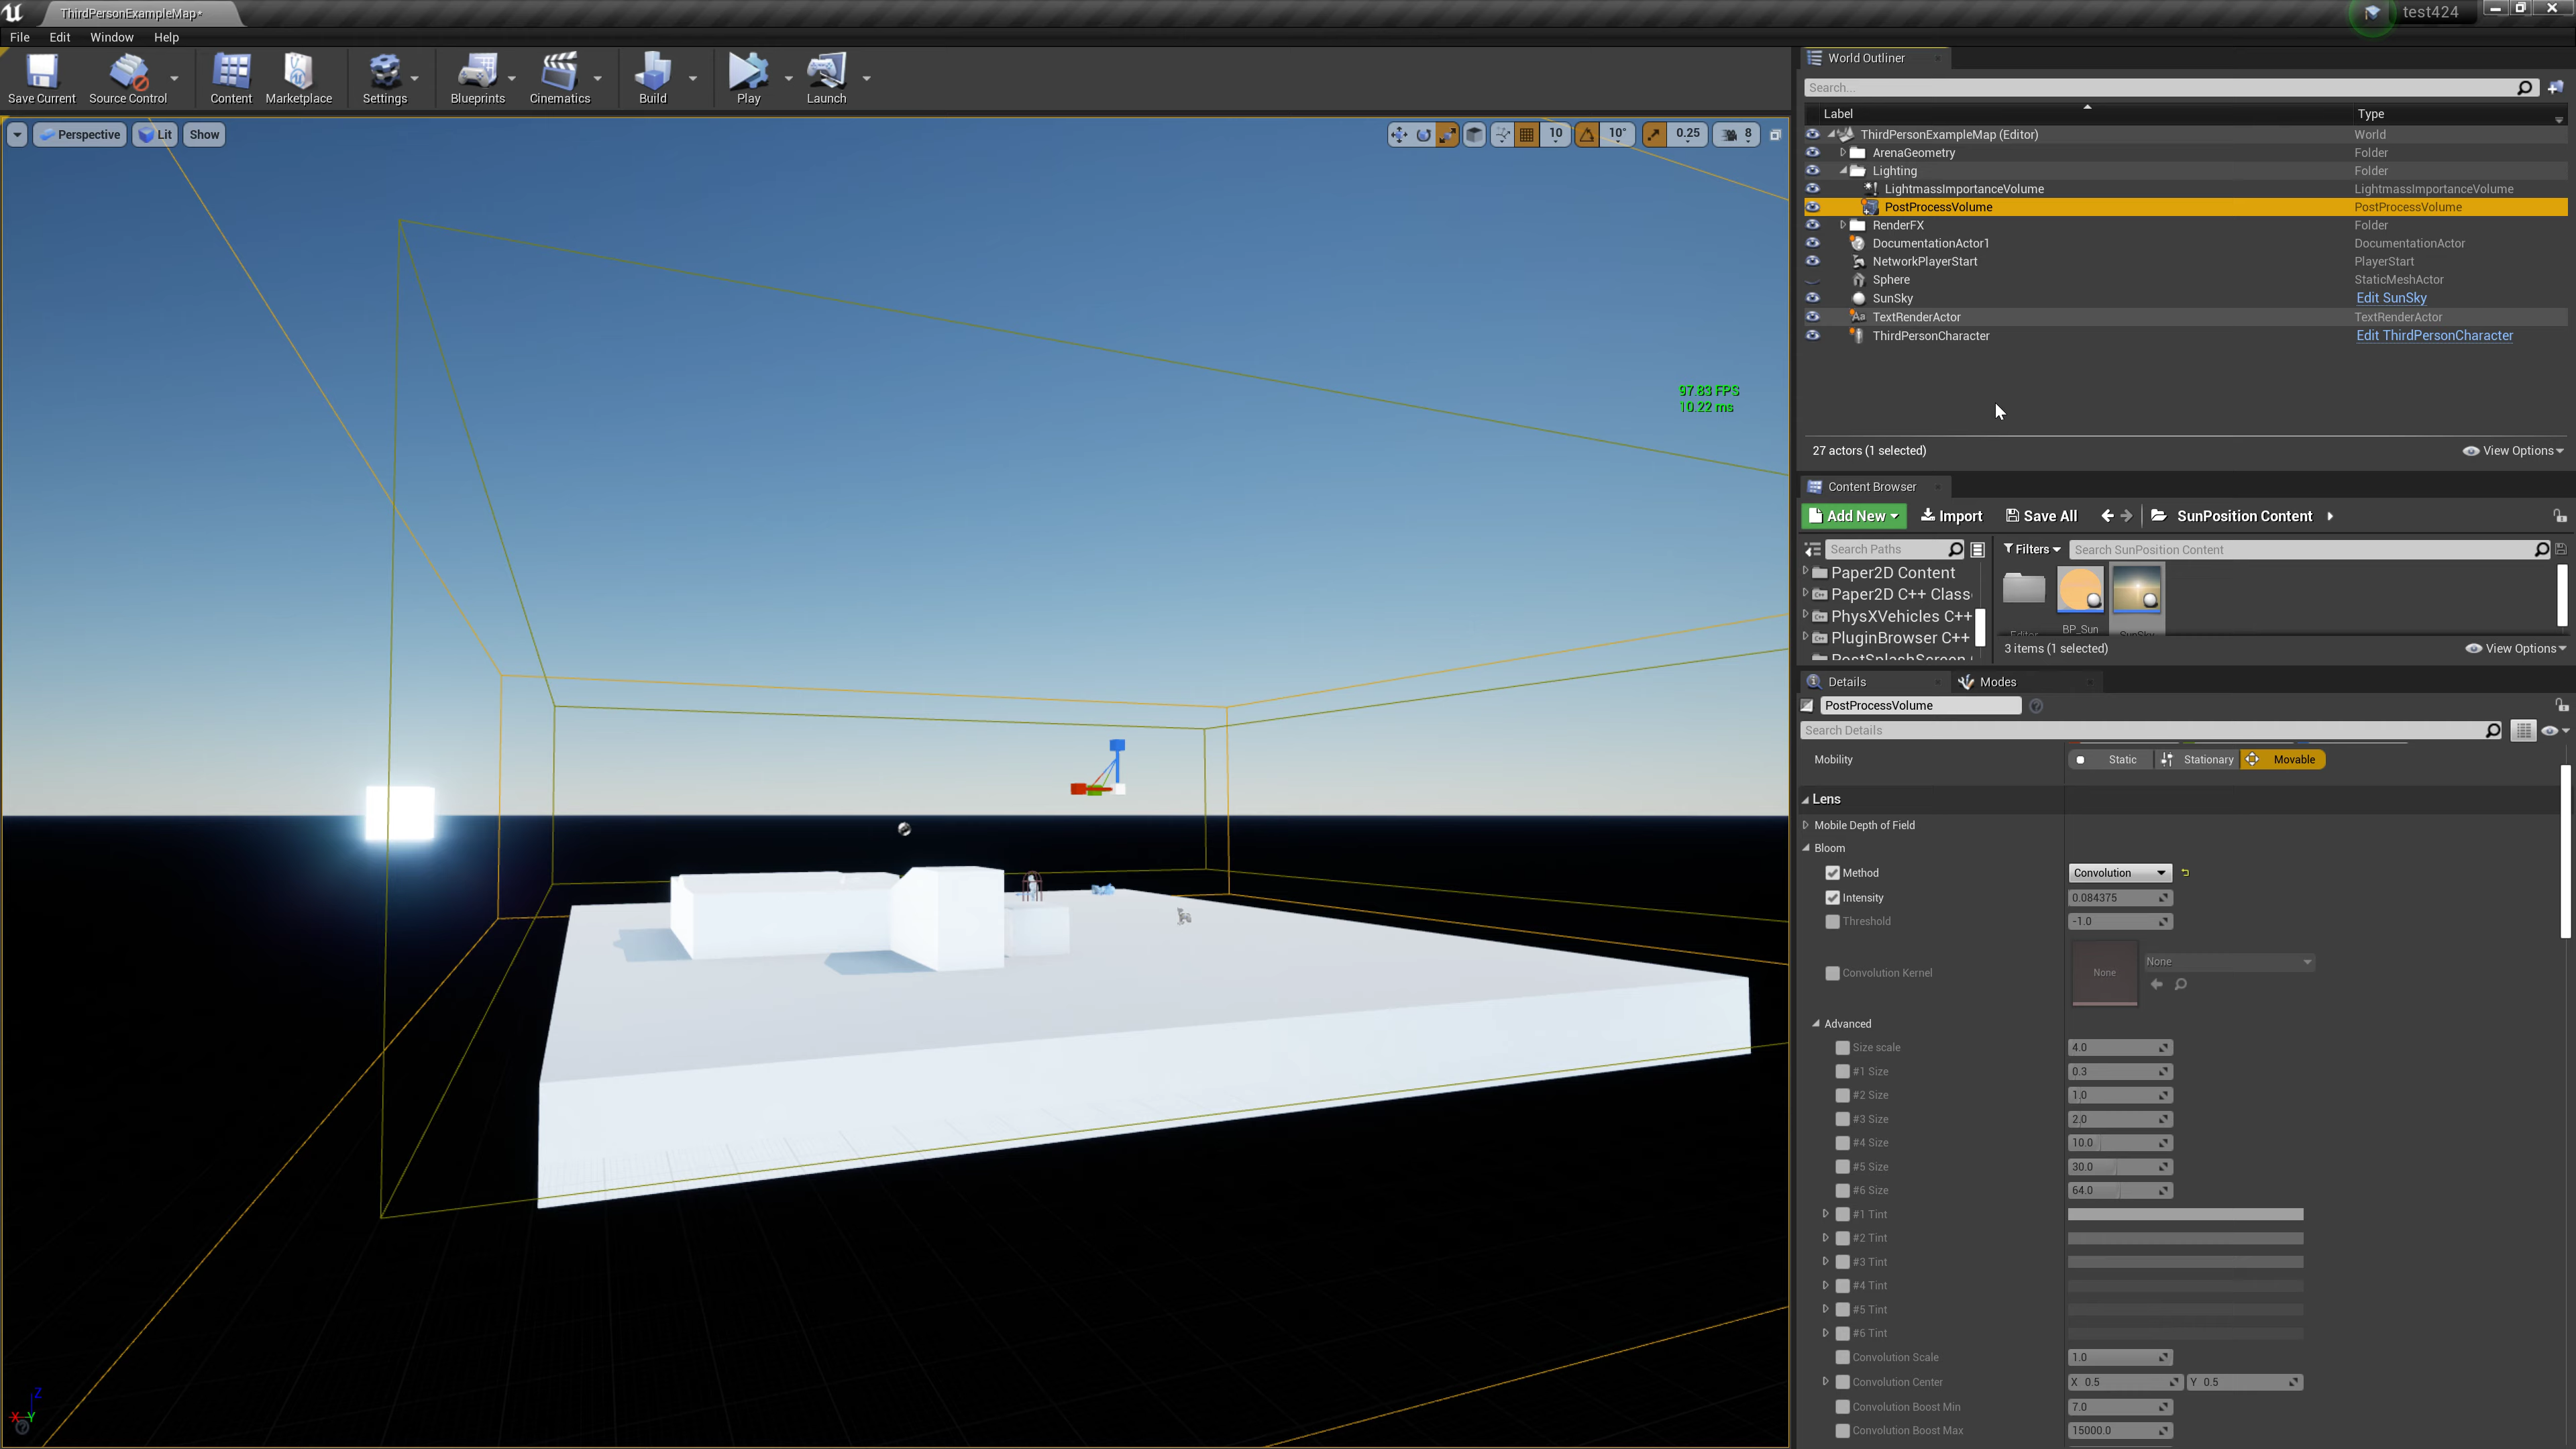 ThirdPersonExampleMap•
test424
File Edit Window Help
Save Current Source Control Content Marketplace Settings Blueprints Cinematics Build Play Launch
Perspective Lit Show 10 10° 0.25 8
97.83 FPS
10.22 ms
X Y Z
World Outliner
Search...
Label Type
ThirdPersonExampleMap (Editor) World
ArenaGeometry Folder
Lighting Folder
LightmassImportanceVolume LightmassImportanceVolume
PostProcessVolume PostProcessVolume
RenderFX Folder
DocumentationActor1 DocumentationActor
NetworkPlayerStart PlayerStart
Sphere StaticMeshActor
SunSky Edit SunSky
TextRenderActor TextRenderActor
ThirdPersonCharacter Edit ThirdPersonCharacter
27 actors (1 selected) View Options
Content Browser
Add New Import Save All SunPosition Content
Search Paths Filters Search SunPosition Content
Paper2D Content
Paper2D C++ Class
PhysXVehicles C++
PluginBrowser C++
PostSplashScreen
Editor BP_Sun SunSky
3 items (1 selected) View Options
Details Modes
PostProcessVolume
Search Details
Mobility Static Stationary Movable
Lens
Mobile Depth of Field
Bloom
Method Convolution
Intensity 0.084375
Threshold -1.0
Convolution Kernel None None
Advanced
Size scale 4.0
#1 Size 0.3
#2 Size 1.0
#3 Size 2.0
#4 Size 10.0
#5 Size 30.0
#6 Size 64.0
#1 Tint
#2 Tint
#3 Tint
#4 Tint
#5 Tint
#6 Tint
Convolution Scale 1.0
Convolution Center X 0.5 Y 0.5
Convolution Boost Min 7.0
Convolution Boost Max 15000.0